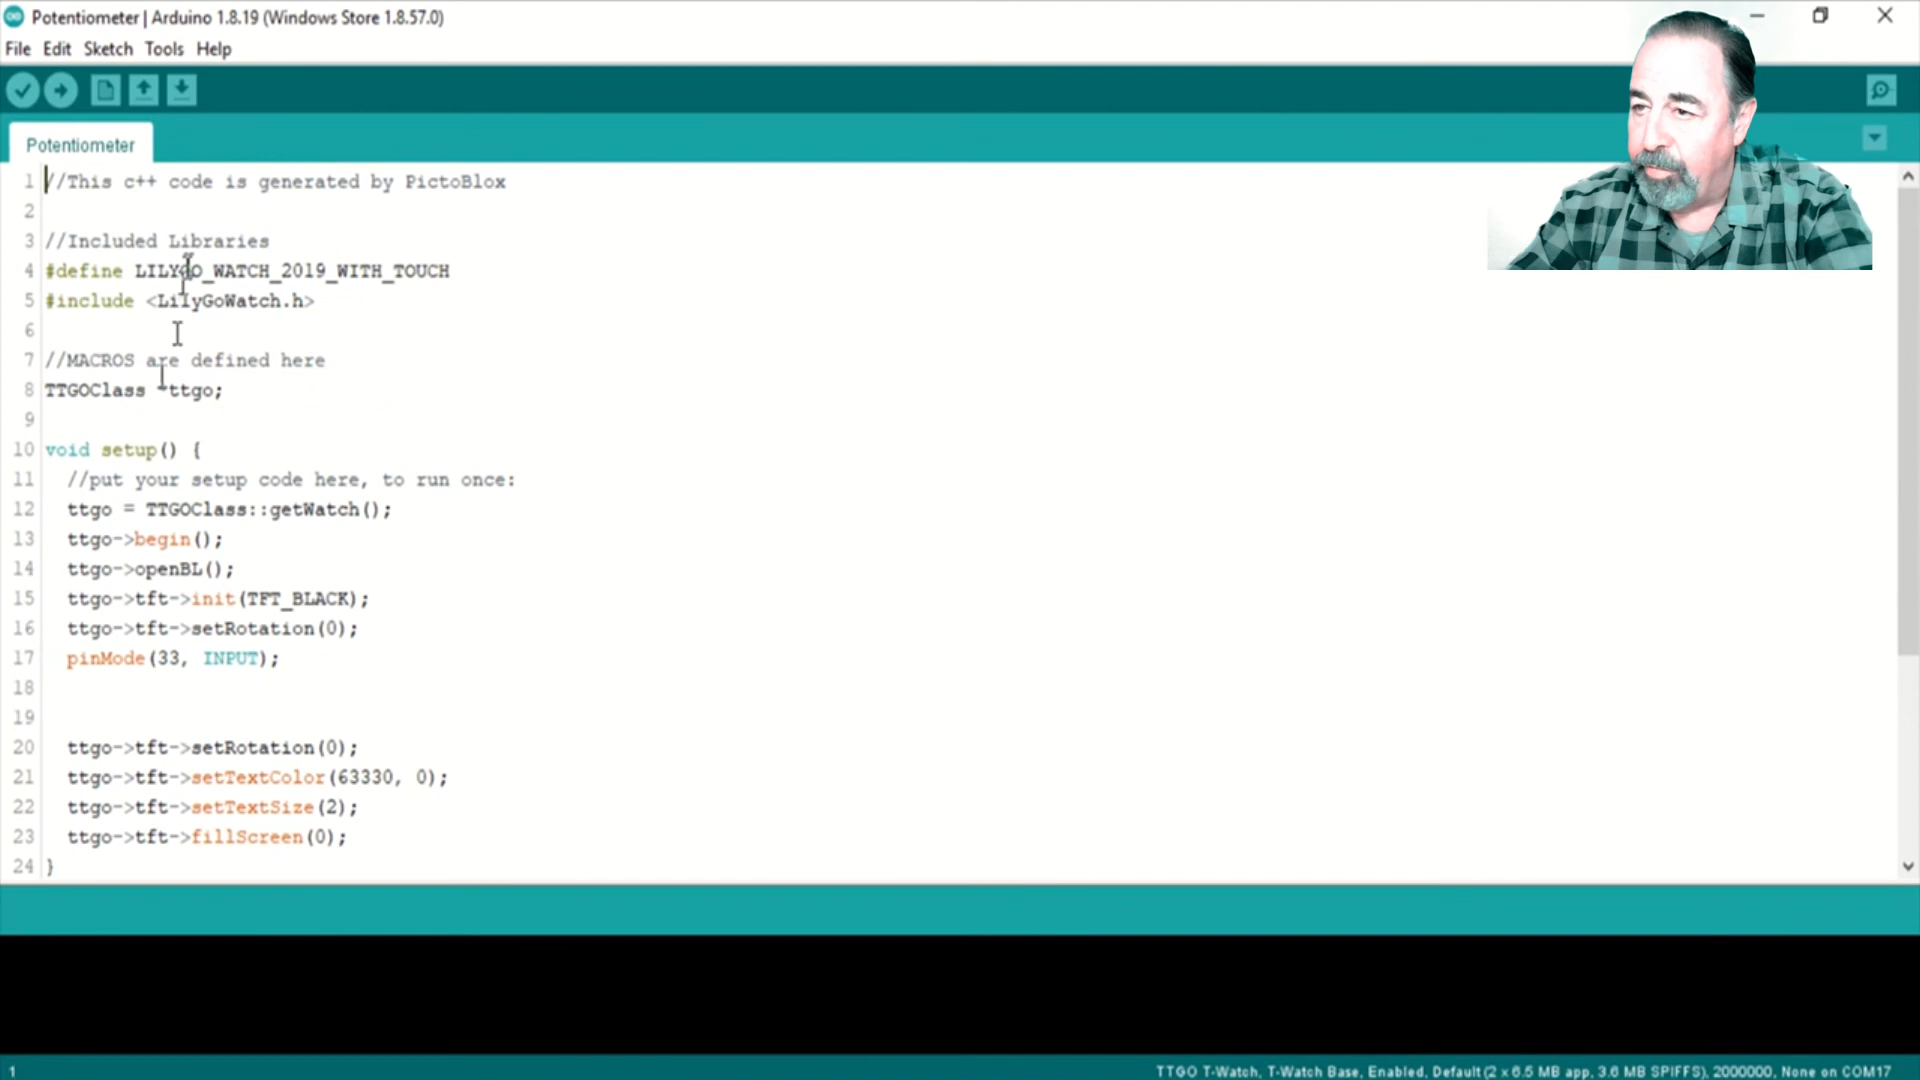 Potentiometer | Arduino 1.8.19 (Windows Store 1.8.57.0)
File Edit Sketch Tools Help
Potentiometer
1 //This c++ code is generated by PictoBlox
2
3 //Included Libraries
4 #define LILYGO_WATCH_2019_WITH_TOUCH
5 #include <LilyGoWatch.h>
6
7 //MACROS are defined here
8 TTGOClass *ttgo;
9
10 void setup() {
11 //put your setup code here, to run once:
12 ttgo = TTGOClass::getWatch();
13 ttgo->begin();
14 ttgo->openBL();
15 ttgo->tft->init(TFT_BLACK);
16 ttgo->tft->setRotation(0);
17 pinMode(33, INPUT);
18
19
20 ttgo->tft->setRotation(0);
21 ttgo->tft->setTextColor(63330, 0);
22 ttgo->tft->setTextSize(2);
23 ttgo->tft->fillScreen(0);
24 }
1 TTGO T-Watch, T-Watch Base, Enabled, Default (2 x 6.5 MB app, 3.6 MB SPIFFS), 2000000, None on COM17